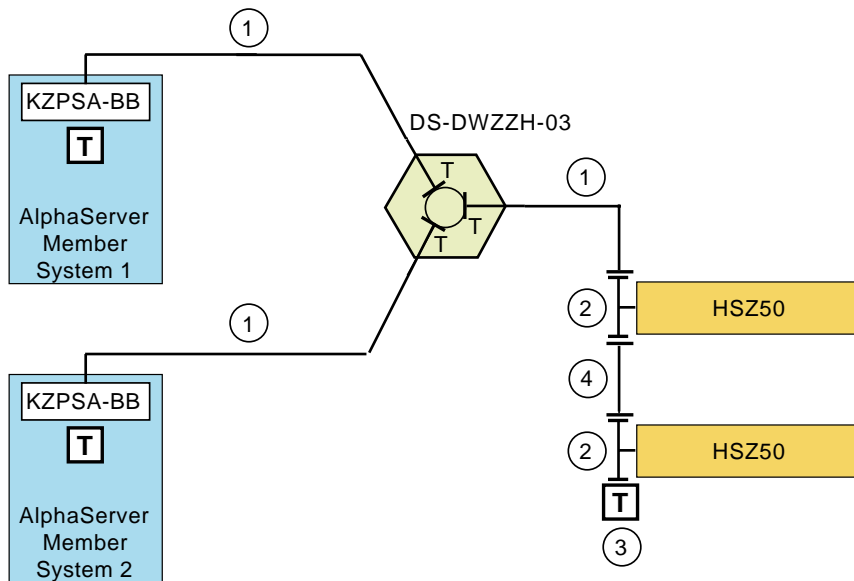 1
KZPSA-BB
T
AlphaServer
Member
System 1
DS-DWZZH-03
T
T
T
1
1
2
HSZ50
4
KZPSA-BB
T
AlphaServer
Member
System 2
2
HSZ50
T
3